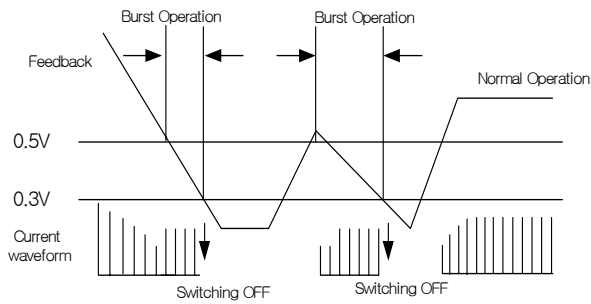 Burst Operation
Burst Operation
Feedback
Normal Operation
0.5V
0.3V
Current
waveform
Switching OFF
Switching OFF